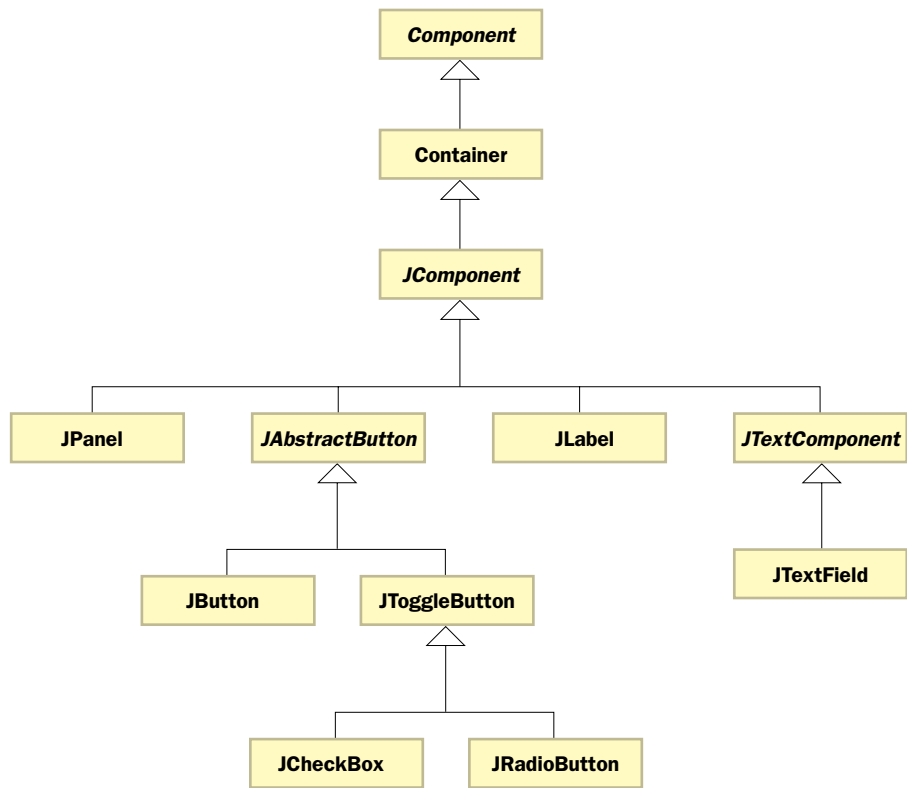 Component
Container
JComponent
JPanel
JAbstractButton
JLabel
JTextComponent
JButton
JToggleButton
JTextField
JCheckBox
JRadioButton